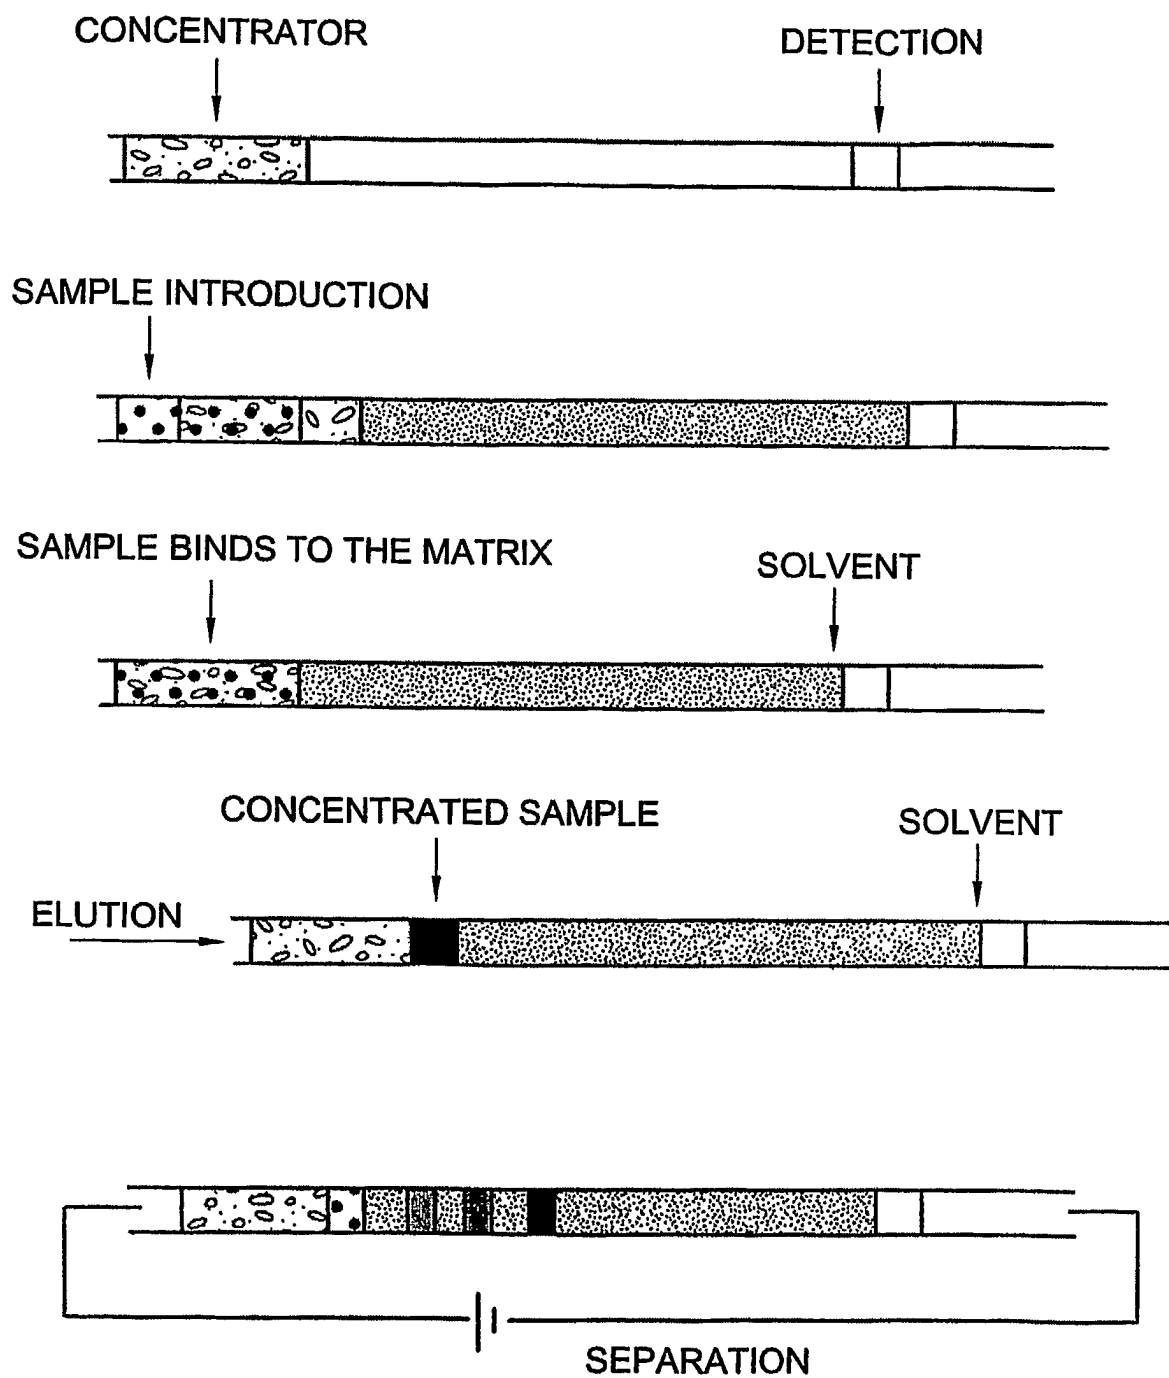 CONCENTRATOR
DETECTION
SAMPLE INTRODUCTION
SAMPLE BINDS TO THE MATRIX
SOLVENT
CONCENTRATED SAMPLE
SOLVENT
ELUTION
SEPARATION